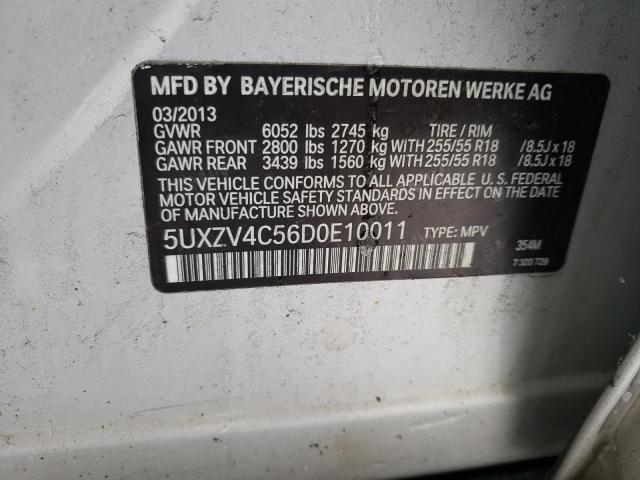 MFD BY BAYERISCHE MOTOREN WERKE AG
03/2013
GVWR 6052 lbs 2745 kg TIRE / RIM
GAWR FRONT 2800 lbs 1270 kg WITH 255/55 R18 /8.5J x 18
GAWR REAR 3439 lbs 1560 kg WITH 255/55 R18 /8.5J x 18
THIS VEHICLE CONFORMS TO ALL APPLICABLE U. S. FEDERAL
MOTOR VEHICLE SAFETY STANDARDS IN EFFECT ON THE DATE
OF MANUFACTURE SHOWN ABOVE.
5UXZV4C56D0E10011 TYPE: MPV
354M
7 320 729